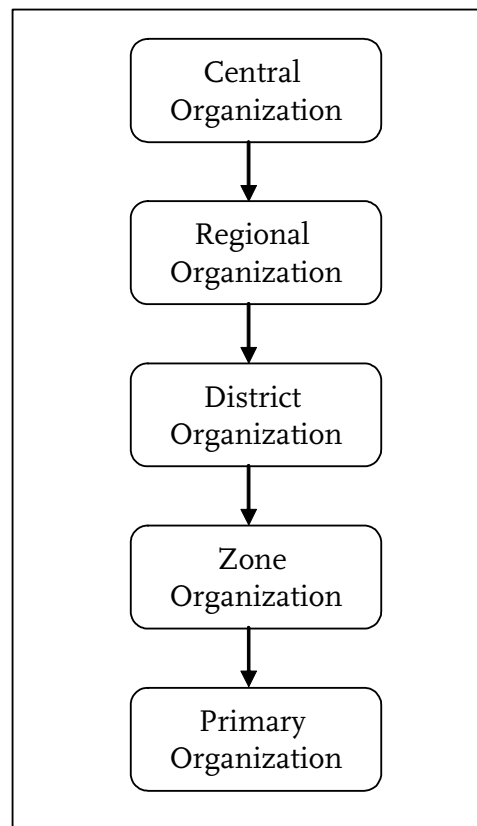 Central
Organization
Regional
Organization
District
Organization
Zone
Organization
Primary
Organization